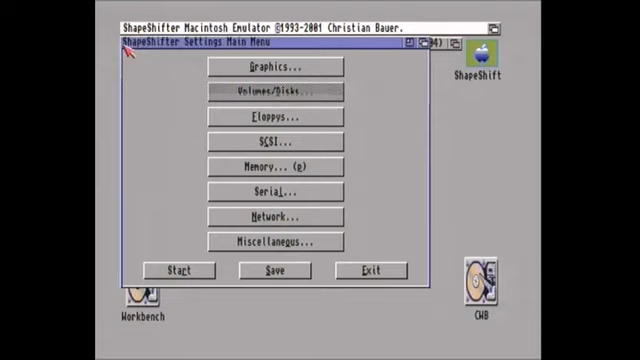 ShapeShifter Macintosh Emulator ©1993-2001 Christian Bauer.
ShapeShifter Settings Main Menu
94)
ShapeShift
Graphics...
Volumes/Disks...
Floppys...
SCSI...
Memory... (p)
Serial...
Network...
Miscellaneous...
Start Save Exit
Workbench CWB